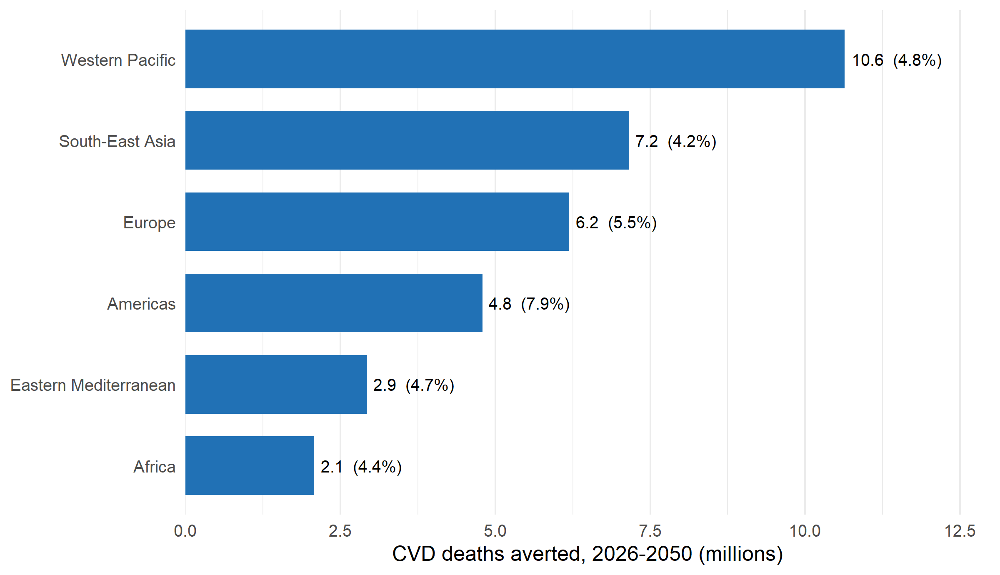 Western Pacific 10.6 (4.8%)
South-East Asia 7.2 (4.2%)
Europe 6.2 (5.5%)
Americas 4.8 (7.9%)
Eastern Mediterranean 2.9 (4.7%)
Africa 2.1 (4.4%)
0.0 2.5 5.0 7.5 10.0 12.5
CVD deaths averted, 2026-2050 (millions)